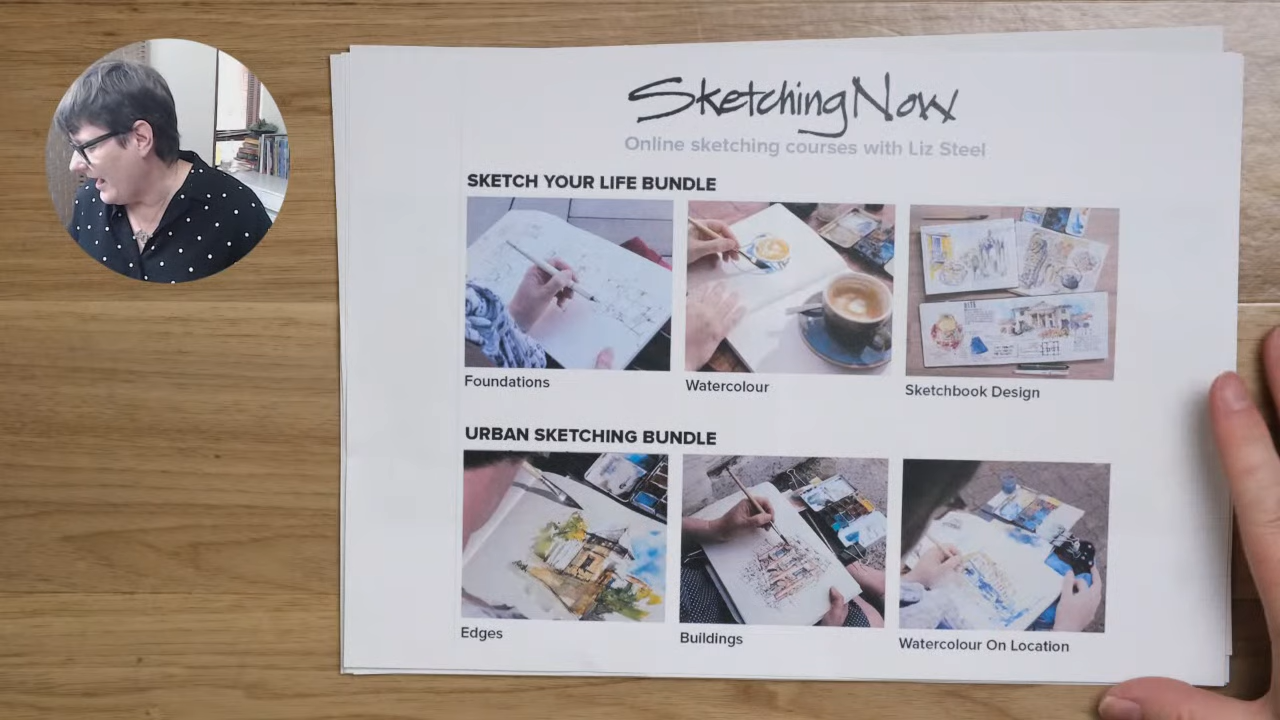 SketchingNow
Online sketching courses with Liz Steel
SKETCH YOUR LIFE BUNDLE
Foundations
Watercolour
Sketchbook Design
URBAN SKETCHING BUNDLE
Edges
Buildings
Watercolour On Location